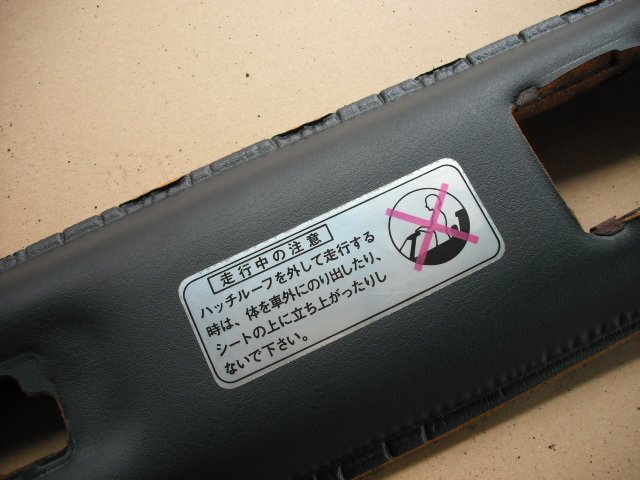 走行中の注意
ハッチルーフを外して走行する
時は、体を車外にのり出したり、
シートの上に立ち上がったりし
ないで下さい。